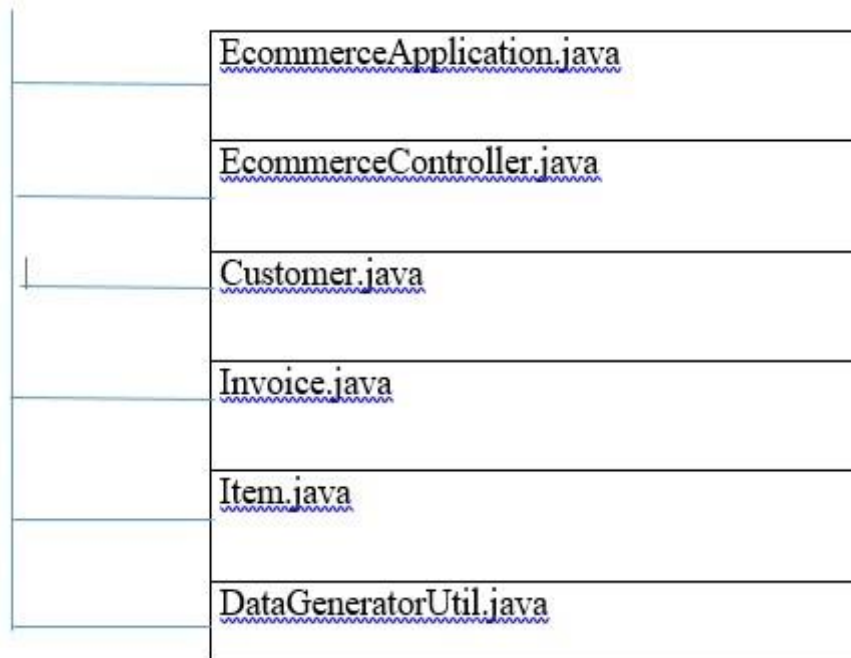 EcommerceApplication.java
EcommerceController.java
Customer.java
Invoice.java
Item.java
DataGeneratorUtil.java